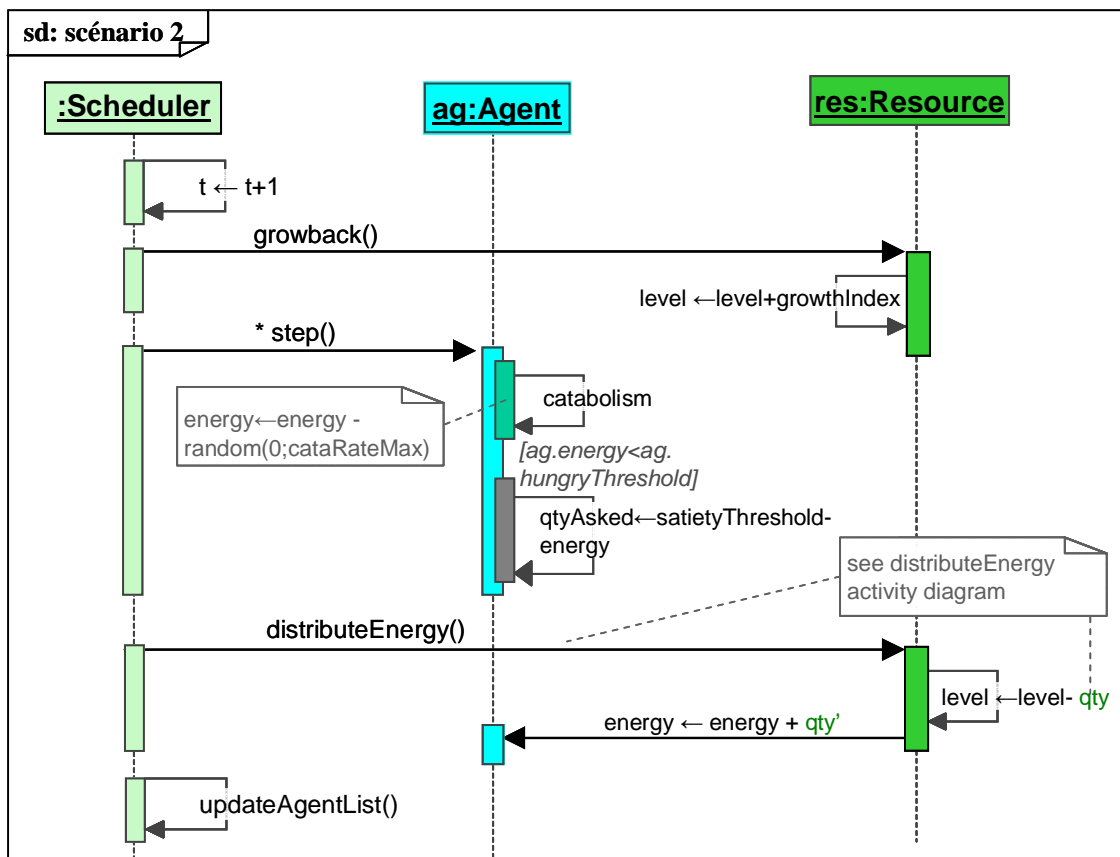 sd: scénario 2
:Scheduler
ag:Agent
res:Resource
t ← t+1
growback()
level ←level+growthIndex
* step()
catabolism
energy←energy -
random(0;cataRateMax)
[ag.energy<ag.
hungryThreshold]
qtyAsked←satietyThreshold-
energy
see distributeEnergy
activity diagram
distributeEnergy()
level ←level- qty
energy ← energy + qty'
updateAgentList()